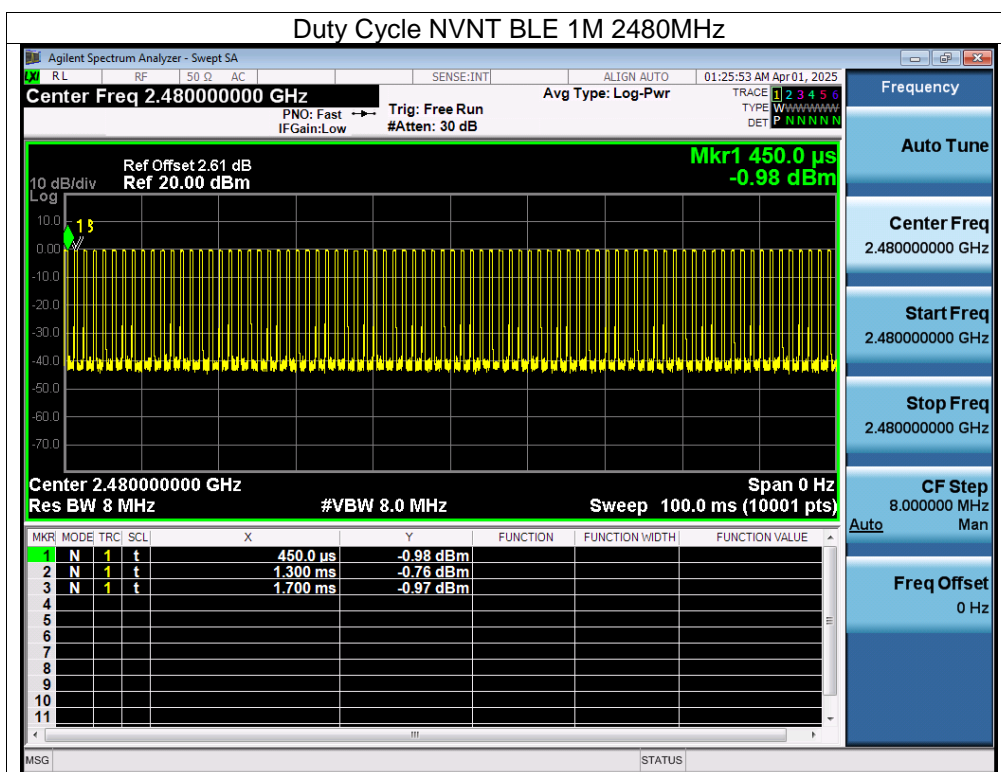 Duty Cycle NVNT BLE 1M 2480MHz
Agilent Spectrum Analyzer - Swept SA
LXI RL RF 50 Ω AC SENSE:INT ALIGN AUTO 01:25:53 AM Apr 01, 2025
Center Freq 2.480000000 GHz Avg Type: Log-Pwr TRACE 1 2 3 4 5 6
PNO: Fast Trig: Free Run TYPE WWWWWW
IFGain:Low #Atten: 30 dB DET P N N N N N
Mkr1 450.0 µs
-0.98 dBm
Ref Offset 2.61 dB
10 dB/div Ref 20.00 dBm
Log
10.0
0.00
-10.0
-20.0
-30.0
-40.0
-50.0
-60.0
-70.0
1 3
Center 2.480000000 GHz Span 0 Hz
Res BW 8 MHz #VBW 8.0 MHz Sweep 100.0 ms (10001 pts)
MKR MODE TRC SCL X Y FUNCTION FUNCTION WIDTH FUNCTION VALUE
1 N 1 t 450.0 µs -0.98 dBm
2 N 1 t 1.300 ms -0.76 dBm
3 N 1 t 1.700 ms -0.97 dBm
4
5
6
7
8
9
10
11
MSG STATUS
Frequency
Auto Tune
Center Freq
2.480000000 GHz
Start Freq
2.480000000 GHz
Stop Freq
2.480000000 GHz
CF Step
8.000000 MHz
Auto Man
Freq Offset
0 Hz